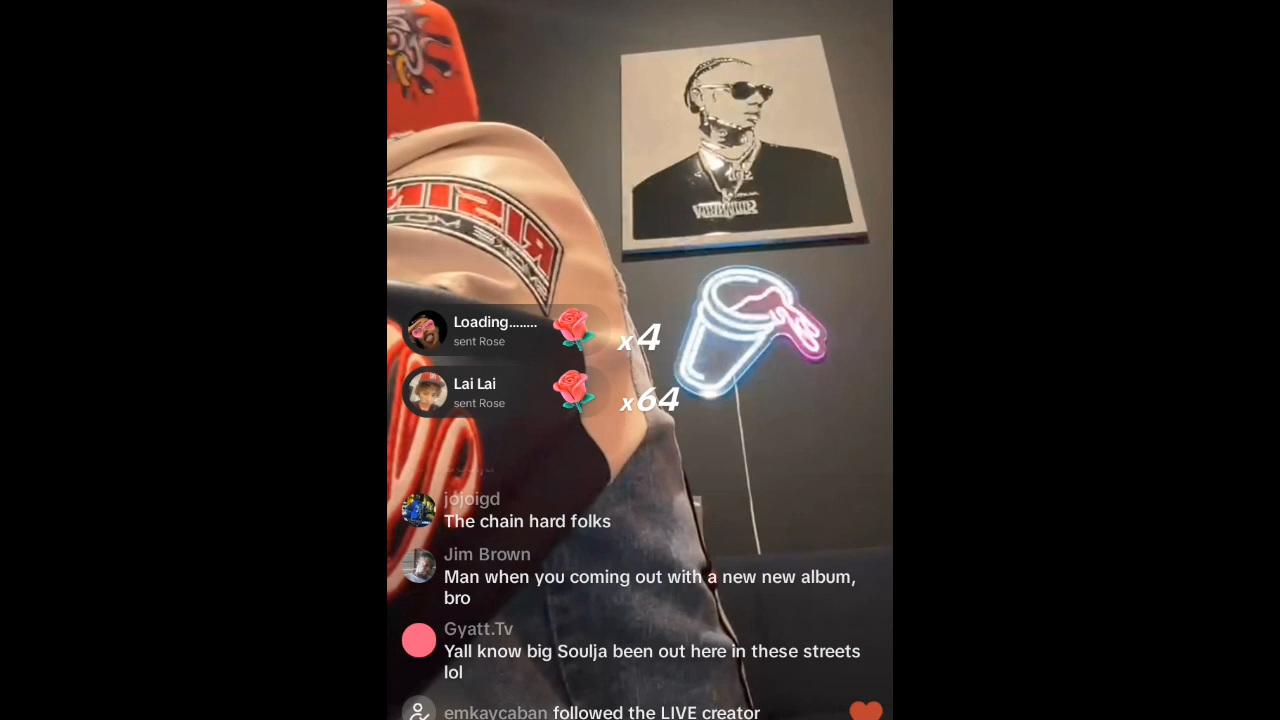 RISIN
Loading........
sent Rose
x4
Lai Lai
sent Rose
x64
Soulja
jojoigd
The chain hard folks
Jim Brown
Man when you coming out with a new new album,
bro
Gyatt.Tv
Yall know big Soulja been out here in these streets
lol
emkaycaban followed the LIVE creator